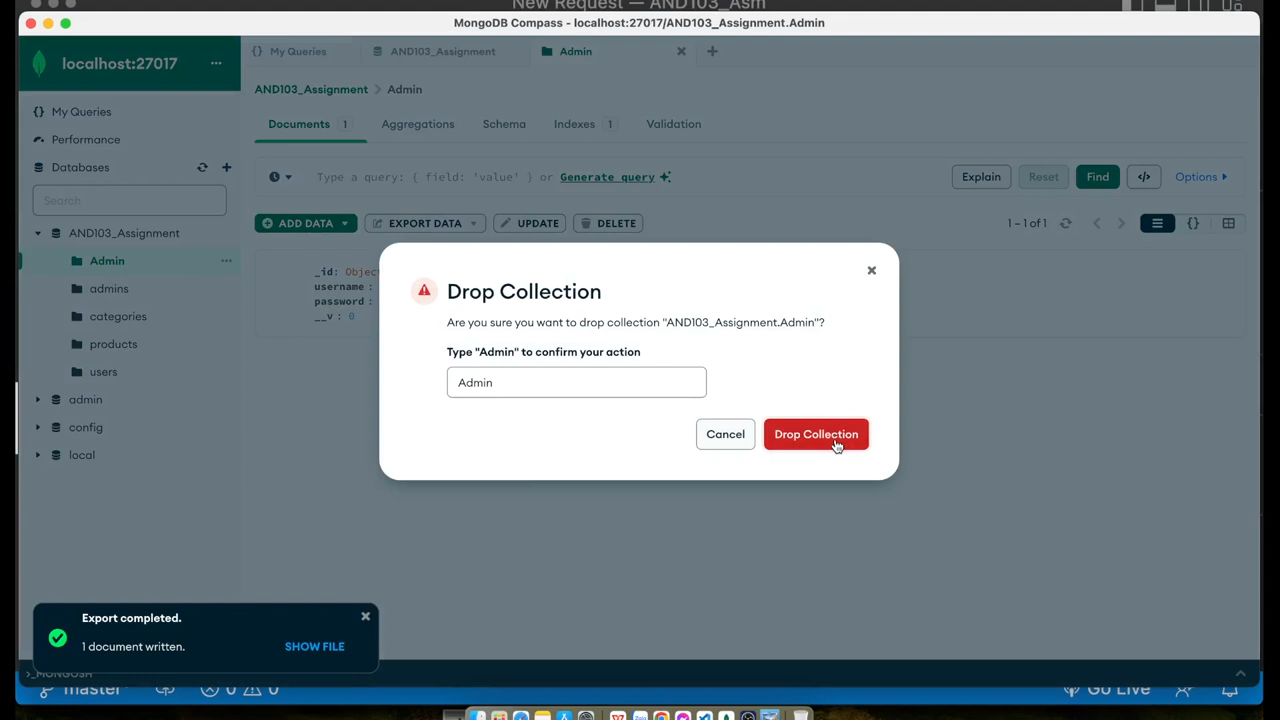 New Request — AND103_Asm
MongoDB Compass - localhost:27017/AND103_Assignment.Admin
localhost:27017
My Queries
AND103_Assignment
Admin
My Queries
Performance
Databases
Search
AND103_Assignment
Admin
admins
categories
products
users
admin
config
local
AND103_Assignment > Admin
Documents 1
Aggregations
Schema
Indexes 1
Validation
Type a query: { field: 'value' } or Generate query
Explain
Reset
Find
Options
ADD DATA
EXPORT DATA
UPDATE
DELETE
1 – 1 of 1
_id: Objec
username :
password :
__v : 0
Drop Collection
Are you sure you want to drop collection "AND103_Assignment.Admin"?
Type "Admin" to confirm your action
Admin
Cancel
Drop Collection
Export completed.
1 document written.
SHOW FILE
>_MONGOSH
master
0 0
Go Live